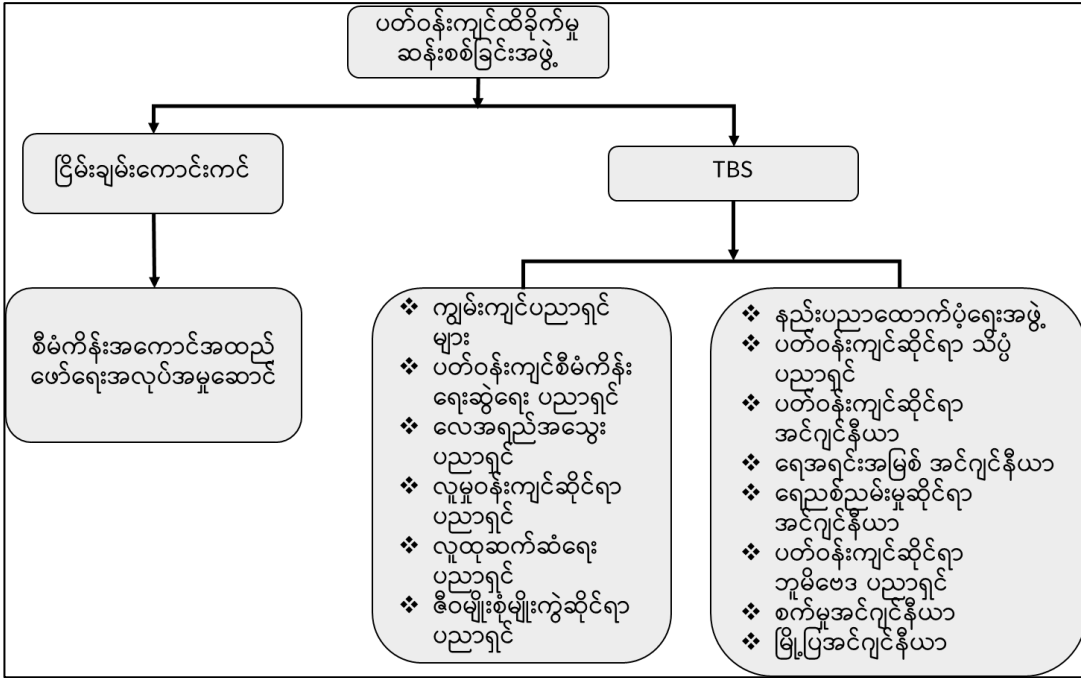 ပတ်ဝန်းကျင်ထိခိုက်မှု
ဆန်းစစ်ခြင်းအဖွဲ့
ငြိမ်းချမ်းကောင်းကင်
TBS
စီမံကိန်းအကောင်အထည်
ဖော်ရေးအလုပ်အမှုဆောင်
❖ ကျွမ်းကျင်ပညာရှင်
များ
❖ ပတ်ဝန်းကျင်စီမံကိန်း
ရေးဆွဲရေး ပညာရှင်
❖ လေအရည်အသွေး
ပညာရှင်
❖ လူမှုဝန်းကျင်ဆိုင်ရာ
ပညာရှင်
❖ လူထုဆက်ဆံရေး
ပညာရှင်
❖ ဇီဝမျိုးစုံမျိုးကွဲဆိုင်ရာ
ပညာရှင်
❖ နည်းပညာထောက်ပံ့ရေးအဖွဲ့
❖ ပတ်ဝန်းကျင်ဆိုင်ရာ သိပ္ပံ
ပညာရှင်
❖ ပတ်ဝန်းကျင်ဆိုင်ရာ
အင်ဂျင်နီယာ
❖ ရေအရင်းအမြစ် အင်ဂျင်နီယာ
❖ ရေညစ်ညမ်းမှုဆိုင်ရာ
အင်ဂျင်နီယာ
❖ ပတ်ဝန်းကျင်ဆိုင်ရာ
ဘူမိဗေဒ ပညာရှင်
❖ စက်မှုအင်ဂျင်နီယာ
❖ မြို့ပြအင်ဂျင်နီယာ